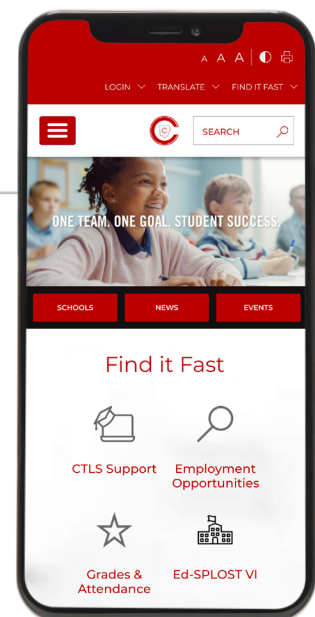 A A A
LOGIN TRANSLATE FIND IT FAST
C SEARCH
ONE TEAM. ONE GOAL. STUDENT SUCCESS.
SCHOOLS NEWS EVENTS
Find it Fast
CTLS Support
Employment
Opportunities
Grades &
Attendance
Ed-SPLOST VI